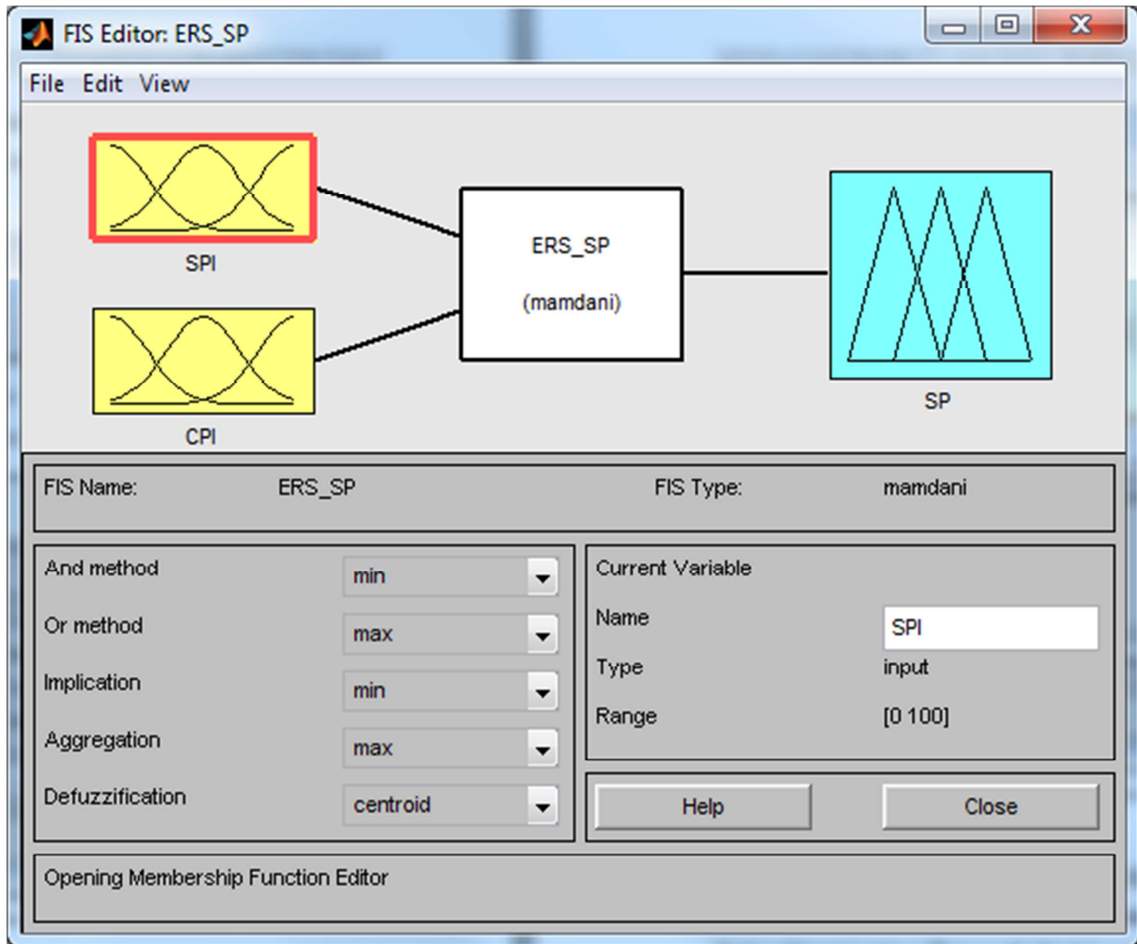 FIS Editor: ERS_SP
File Edit View
SPI
CPI
ERS_SP
(mamdani)
SP
FIS Name: ERS_SP FIS Type: mamdani
And method min
Or method max
Implication min
Aggregation max
Defuzzification centroid
Current Variable
Name SPI
Type input
Range [0 100]
Help Close
Opening Membership Function Editor